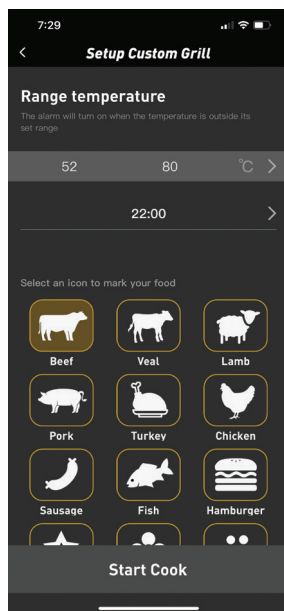 7:29
Setup Custom Grill
Range temperature
The alarm will turn on when the temperature is outside its
set range
52 80 °C
22:00
Select an icon to mark your food
Beef Veal Lamb
Pork Turkey Chicken
Sausage Fish Hamburger
Start Cook